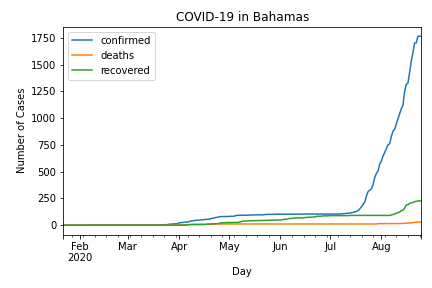 COVID-19 in Bahamas
confirmed
deaths
recovered
Number of Cases
1750
1500
1250
1000
750
500
250
0
Feb Mar Apr May Jun Jul Aug
2020
Day